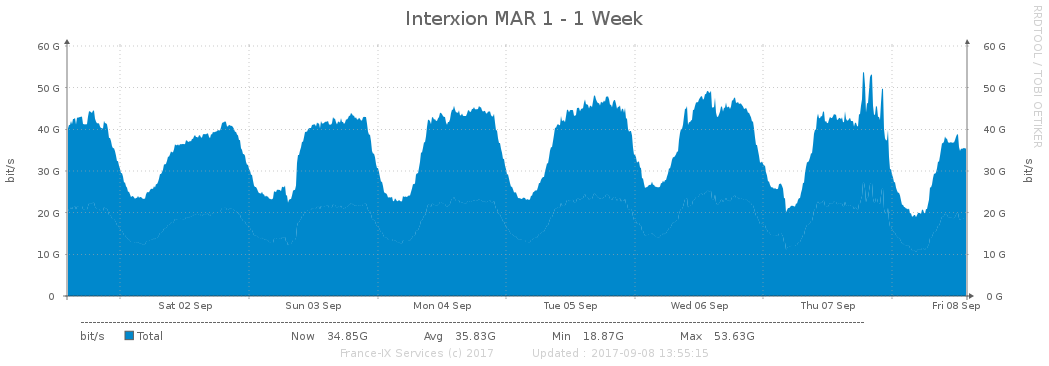 Interxion MAR 1 - 1 Week
RRDTOOL / TOBI OETIKER
bit/s
bit/s
60 G 60 G
50 G 50 G
40 G 40 G
30 G 30 G
20 G 20 G
10 G 10 G
0 0 G
Sat 02 Sep Sun 03 Sep Mon 04 Sep Tue 05 Sep Wed 06 Sep Thu 07 Sep Fri 08 Sep
bit/s Total Now 34.85G Avg 35.83G Min 18.87G Max 53.63G
France-IX Services (c) 2017 Updated : 2017-09-08 13:55:15